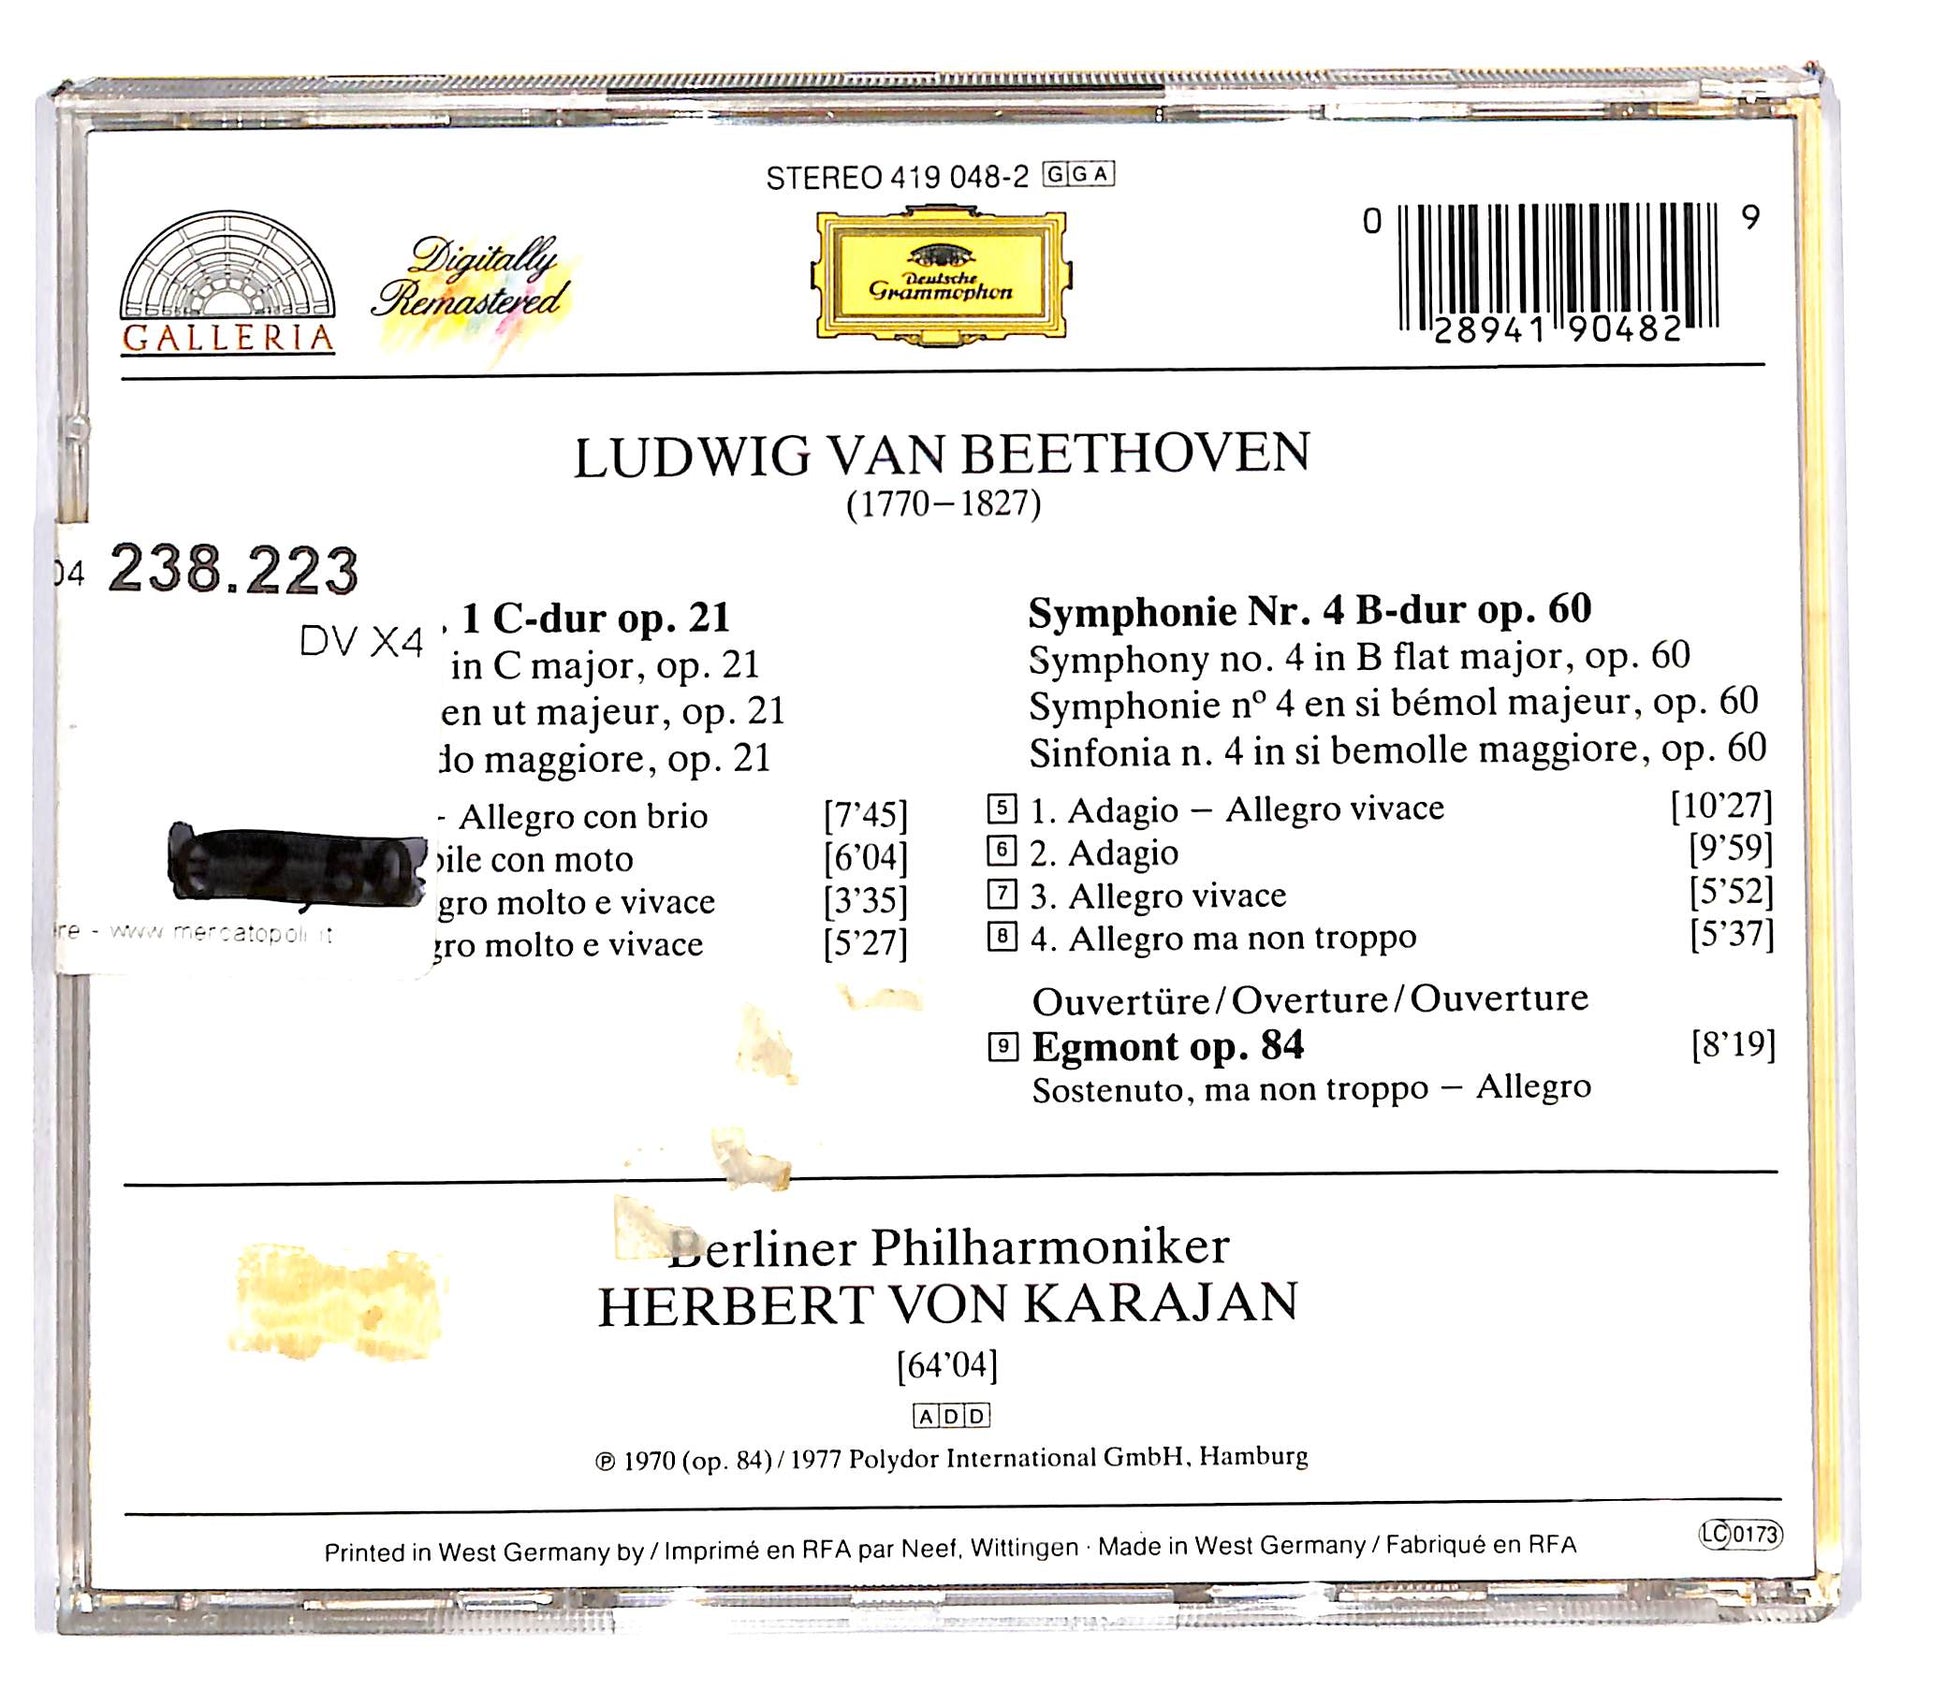 STEREO 419 048-2 GGA
GALLERIA
Digitally
Remastered
Deutsche
Grammophon
0 28941 90482 9
LUDWIG VAN BEETHOVEN
(1770–1827)
04 238.223
DV X4
. 1 C-dur op. 21
in C major, op. 21
en ut majeur, op. 21
do maggiore, op. 21
- Allegro con brio [7'45]
con moto [6'04]
molto e vivace [3'35]
molto e vivace [5'27]
€ 2,50
- www.mercatopoli.it
Symphonie Nr. 4 B-dur op. 60
Symphony no. 4 in B flat major, op. 60
Symphonie nº 4 en si bémol majeur, op. 60
Sinfonia n. 4 in si bemolle maggiore, op. 60
5 1. Adagio – Allegro vivace [10'27]
6 2. Adagio [9'59]
7 3. Allegro vivace [5'52]
8 4. Allegro ma non troppo [5'37]
Ouvertüre/Overture/Ouverture
9 Egmont op. 84 [8'19]
Sostenuto, ma non troppo – Allegro
Berliner Philharmoniker
HERBERT VON KARAJAN
[64'04]
ADD
℗ 1970 (op. 84) / 1977 Polydor International GmbH, Hamburg
Printed in West Germany by / Imprimé en RFA par Neef, Wittingen · Made in West Germany / Fabriqué en RFA
LC 0173